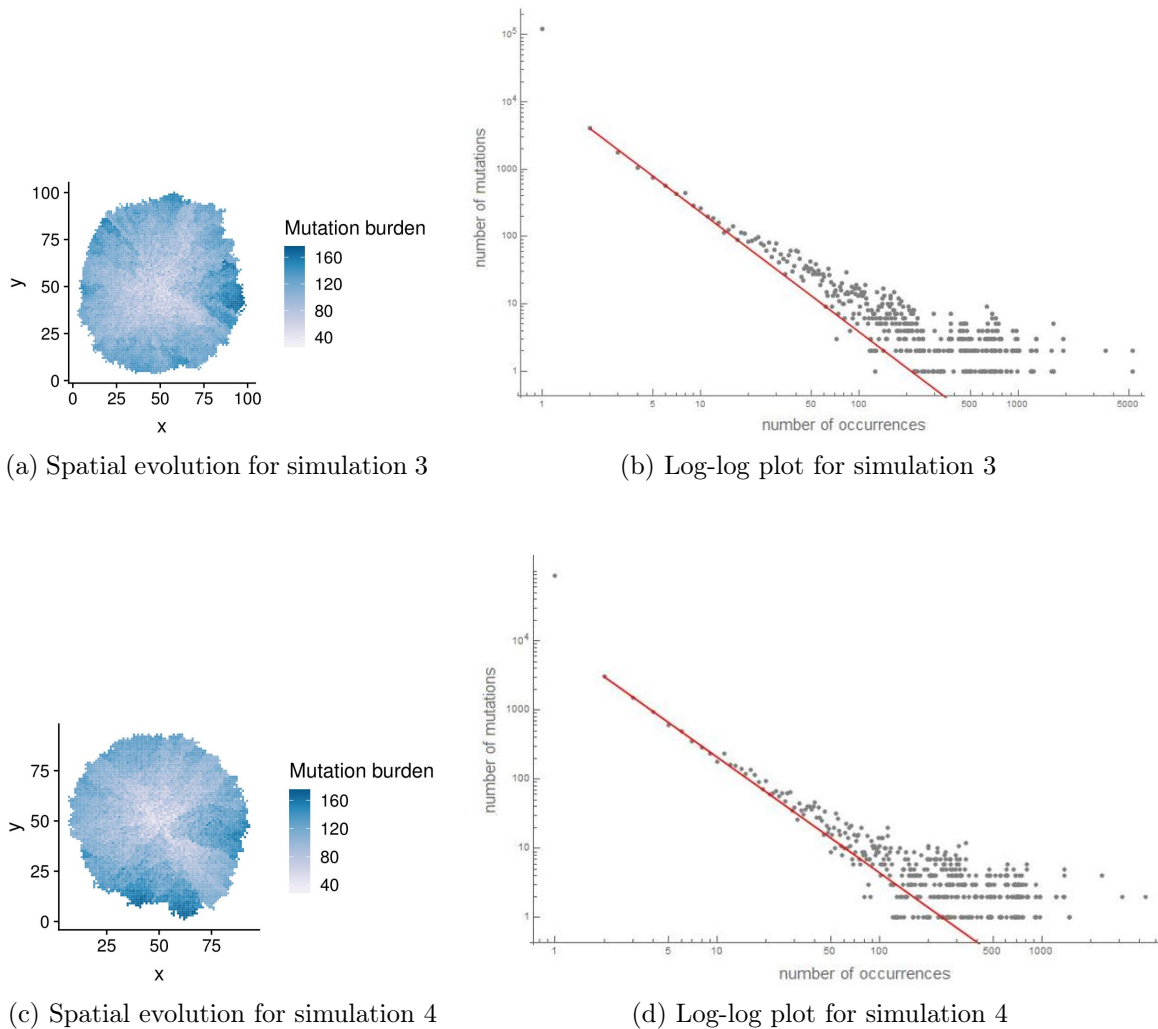 100
75
50
25
0
y
0 25 50 75 100
x
Mutation burden
160
120
80
40
10^5
10^4
1000
100
10
1
number of mutations
1 5 10 50 100 500 1000 5000
number of occurrences
(a) Spatial evolution for simulation 3
(b) Log-log plot for simulation 3
75
50
25
0
y
25 50 75
x
Mutation burden
160
120
80
40
10^4
1000
100
10
1
number of mutations
1 5 10 50 100 500 1000
number of occurrences
(c) Spatial evolution for simulation 4
(d) Log-log plot for simulation 4